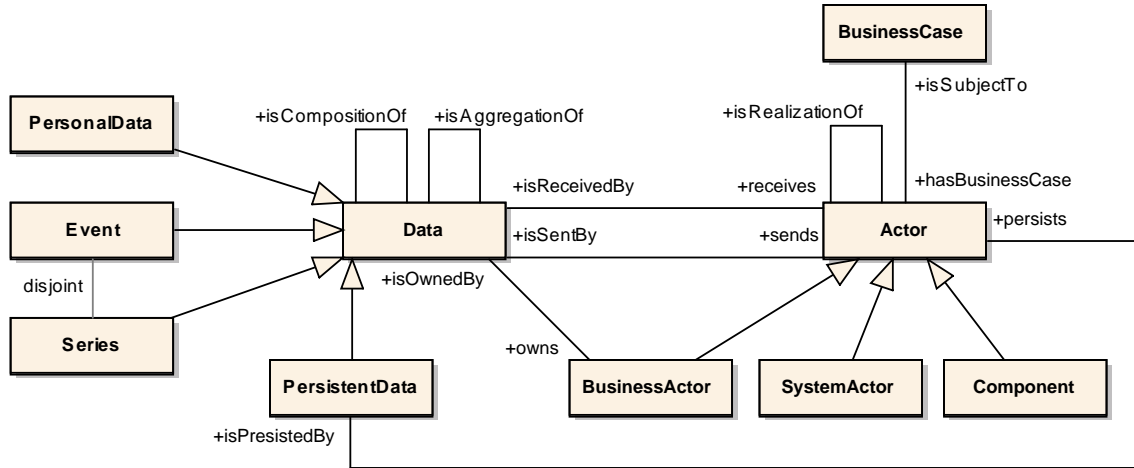 BusinessCase
+isSubjectTo
+isCompositionOf
+isAggregationOf
+isRealizationOf
PersonalData
+isReceivedBy
+receives
+hasBusinessCase
Event
Data
+isSentBy
+sends
Actor
+persists
disjoint
+isOwnedBy
Series
+owns
PersistentData
BusinessActor
SystemActor
Component
+isPresistedBy